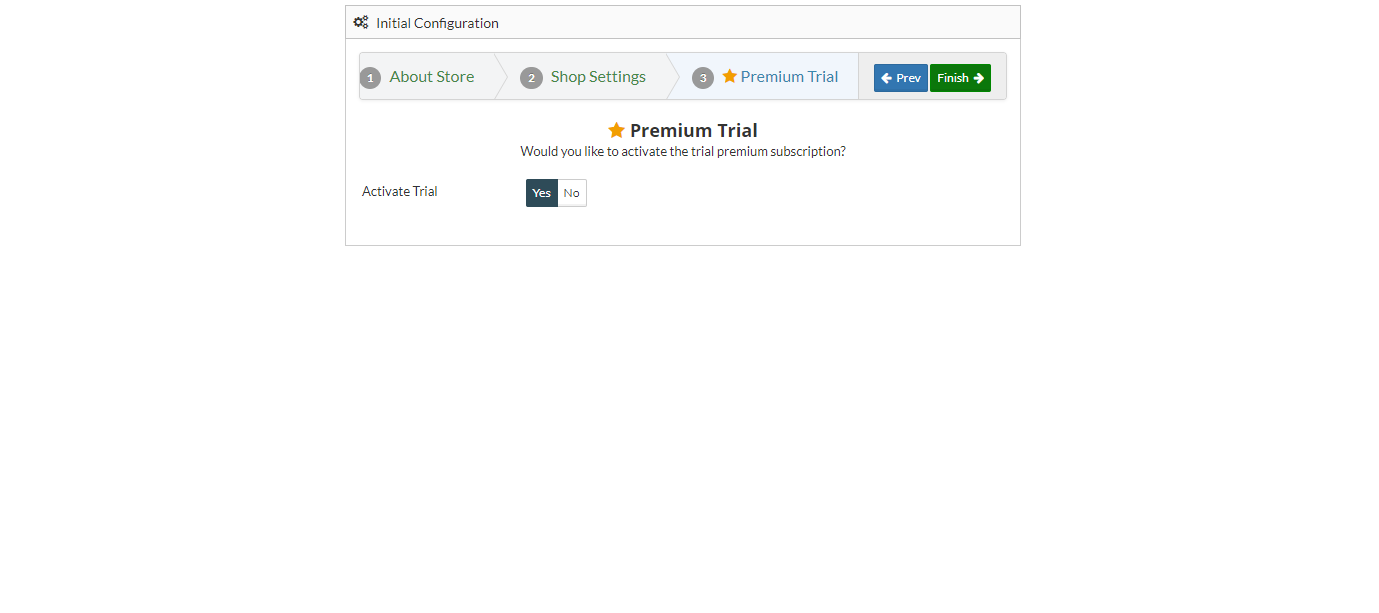 Initial Configuration
1 About Store 2 Shop Settings 3 Premium Trial Prev Finish
Premium Trial
Would you like to activate the trial premium subscription?
Activate Trial Yes No